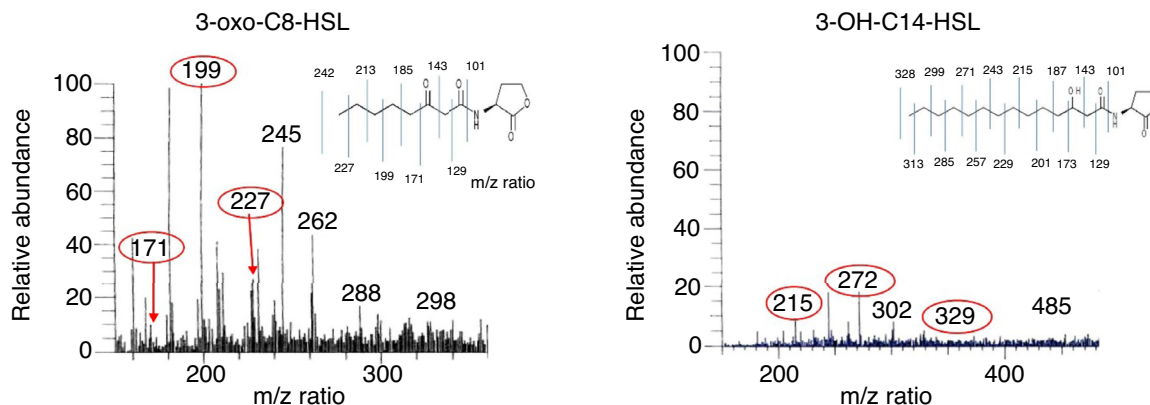 3-oxo-C8-HSL
242 213 185 143 101
O O
N
H
O
O
227 199 171 129 m/z ratio
199
245
227
262
171
288
298
100
80
60
40
20
0
Relative abundance
200 300
m/z ratio
3-OH-C14-HSL
328 299 271 243 215 187 143 101
OH O
N
H
O
313 285 257 229 201 173 129
272
215
302
329
485
100
80
60
40
20
0
Relative abundance
200 400
m/z ratio